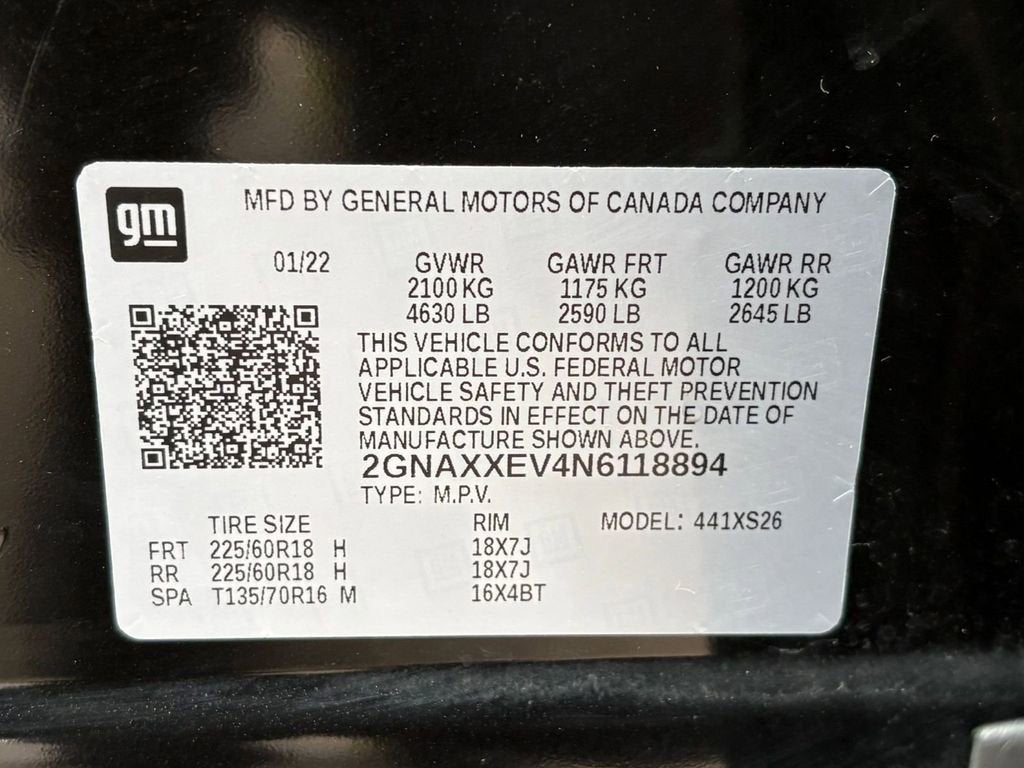 gm
MFD BY GENERAL MOTORS OF CANADA COMPANY
01/22 GVWR GAWR FRT GAWR RR
2100 KG 1175 KG 1200 KG
4630 LB 2590 LB 2645 LB
THIS VEHICLE CONFORMS TO ALL
APPLICABLE U.S. FEDERAL MOTOR
VEHICLE SAFETY AND THEFT PREVENTION
STANDARDS IN EFFECT ON THE DATE OF
MANUFACTURE SHOWN ABOVE.
2GNAXXEV4N6118894
TYPE: M.P.V.
TIRE SIZE RIM MODEL: 441XS26
FRT 225/60R18 H 18X7J
RR 225/60R18 H 18X7J
SPA T135/70R16 M 16X4BT